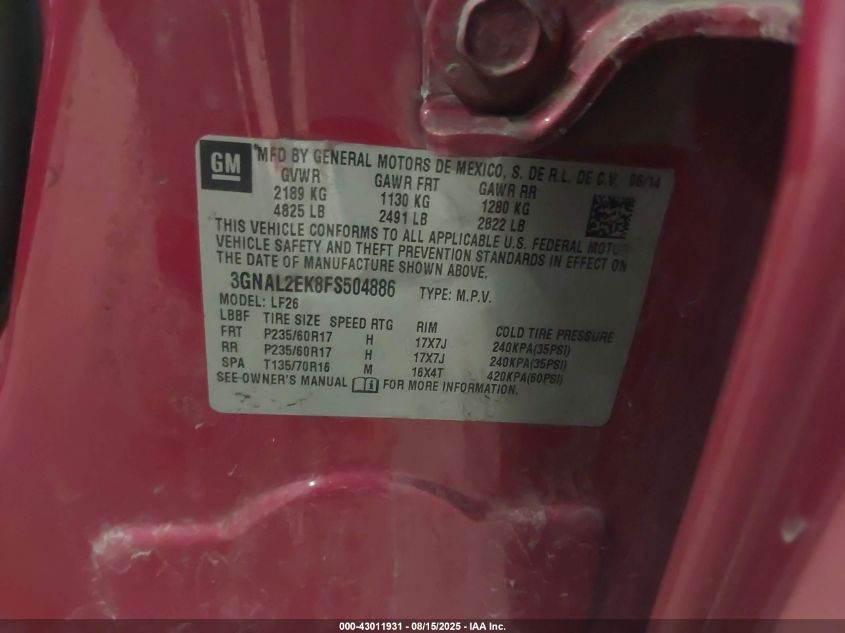 GM
*MFD BY GENERAL MOTORS DE MEXICO, S. DE R.L. DE C.V. 06/14
GVWR GAWR FRT GAWR RR
2189 KG 1130 KG 1280 KG
4825 LB 2491 LB 2822 LB
THIS VEHICLE CONFORMS TO ALL APPLICABLE U.S. FEDERAL MOTOR
VEHICLE SAFETY AND THEFT PREVENTION STANDARDS IN EFFECT ON
THE DATE OF MANUFACTURE SHOWN ABOVE.
3GNAL2EK8FS504886 TYPE: M.P.V.
MODEL: LF26
LBBF TIRE SIZE SPEED RTG RIM COLD TIRE PRESSURE
FRT P235/60R17 H 17X7J 240KPA(35PSI)
RR P235/60R17 H 17X7J 240KPA(35PSI)
SPA T135/70R16 M 16X4T 420KPA(60PSI)
SEE OWNER'S MANUAL FOR MORE INFORMATION.
000-43011931 - 08/15/2025 - IAA Inc.